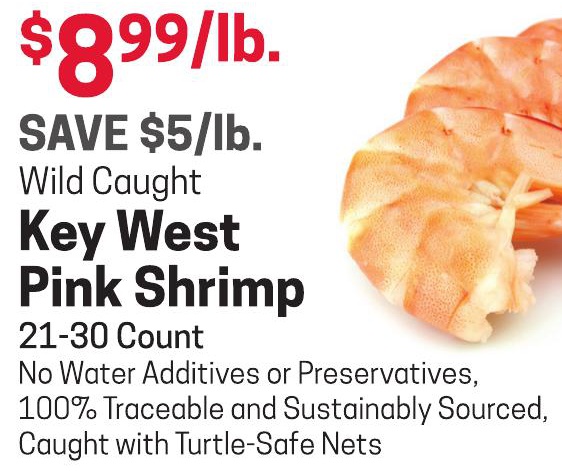 $8.99/lb.
SAVE $5/lb.
Wild Caught
Key West
Pink Shrimp
21-30 Count
No Water Additives or Preservatives,
100% Traceable and Sustainably Sourced,
Caught with Turtle-Safe Nets